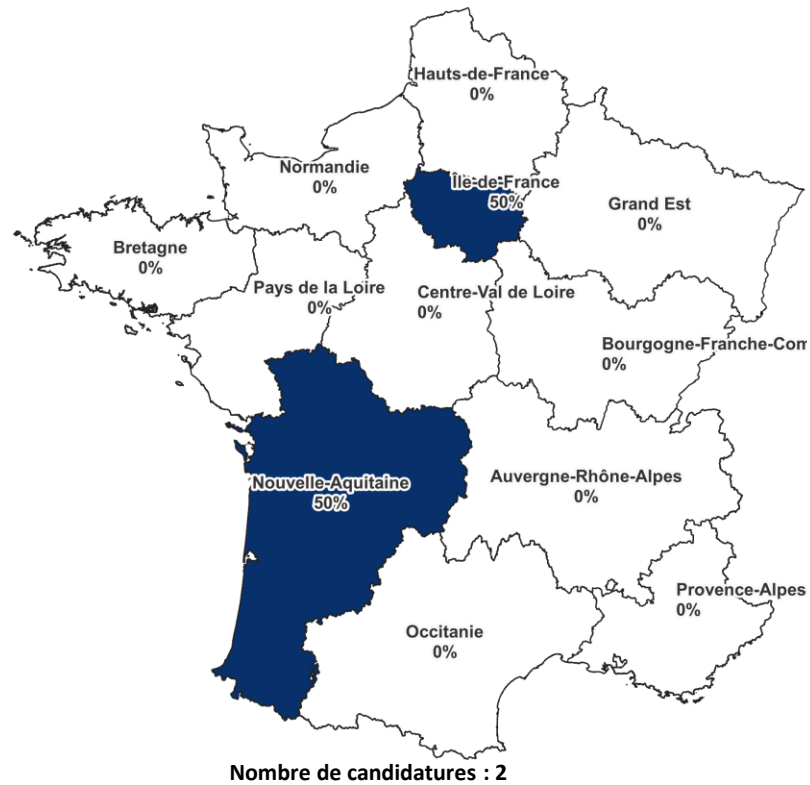 Hauts-de-France
0%
Normandie
0%
Île-de-France
50%
Grand Est
0%
Bretagne
0%
Pays de la Loire
0%
Centre-Val de Loire
0%
Bourgogne-Franche-Com
0%
Nouvelle-Aquitaine
50%
Auvergne-Rhône-Alpes
0%
Provence-Alpes
0%
Occitanie
0%
Nombre de candidatures : 2